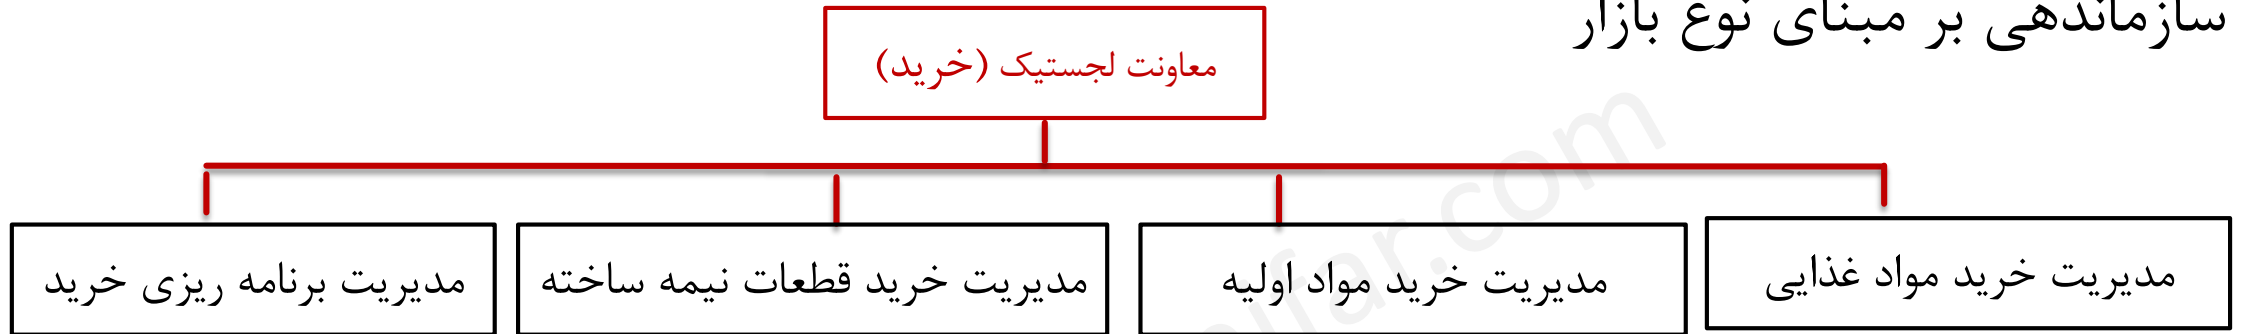 سازماندهی بر مبنای نوع بازار
معاونت لجستیک (خرید)
مدیریت خرید مواد غذایی
مدیریت خرید مواد اولیه
مدیریت خرید قطعات نیمه ساخته
مدیریت برنامه ریزی خرید